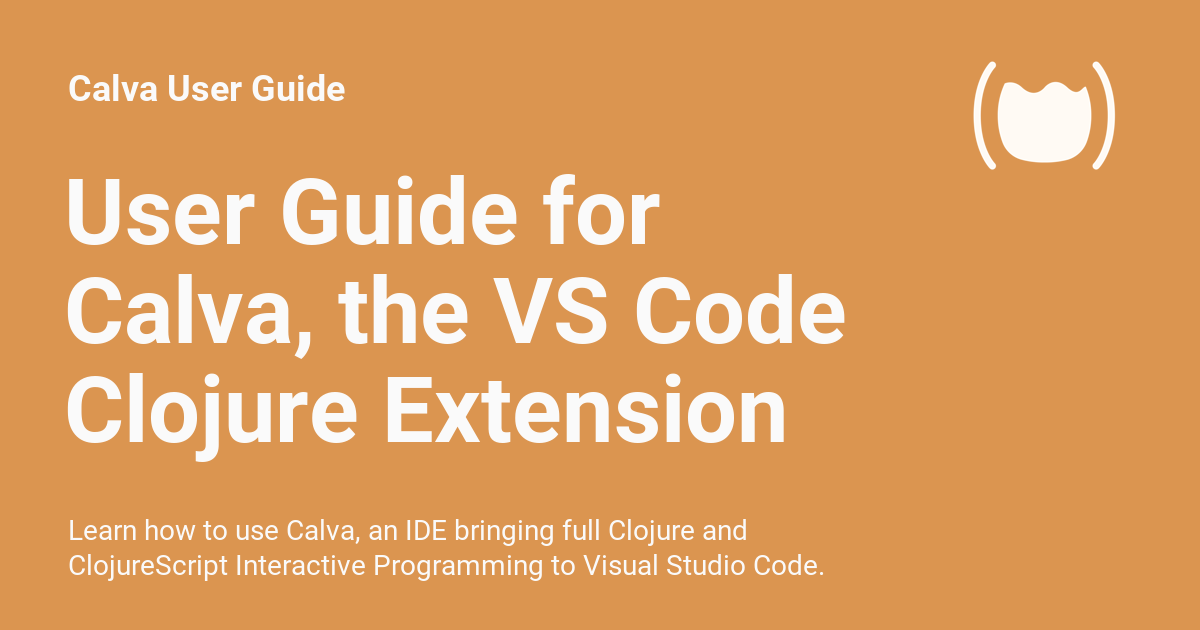 Calva User Guide
User Guide for
Calva, the VS Code
Clojure Extension
Learn how to use Calva, an IDE bringing full Clojure and
ClojureScript Interactive Programming to Visual Studio Code.